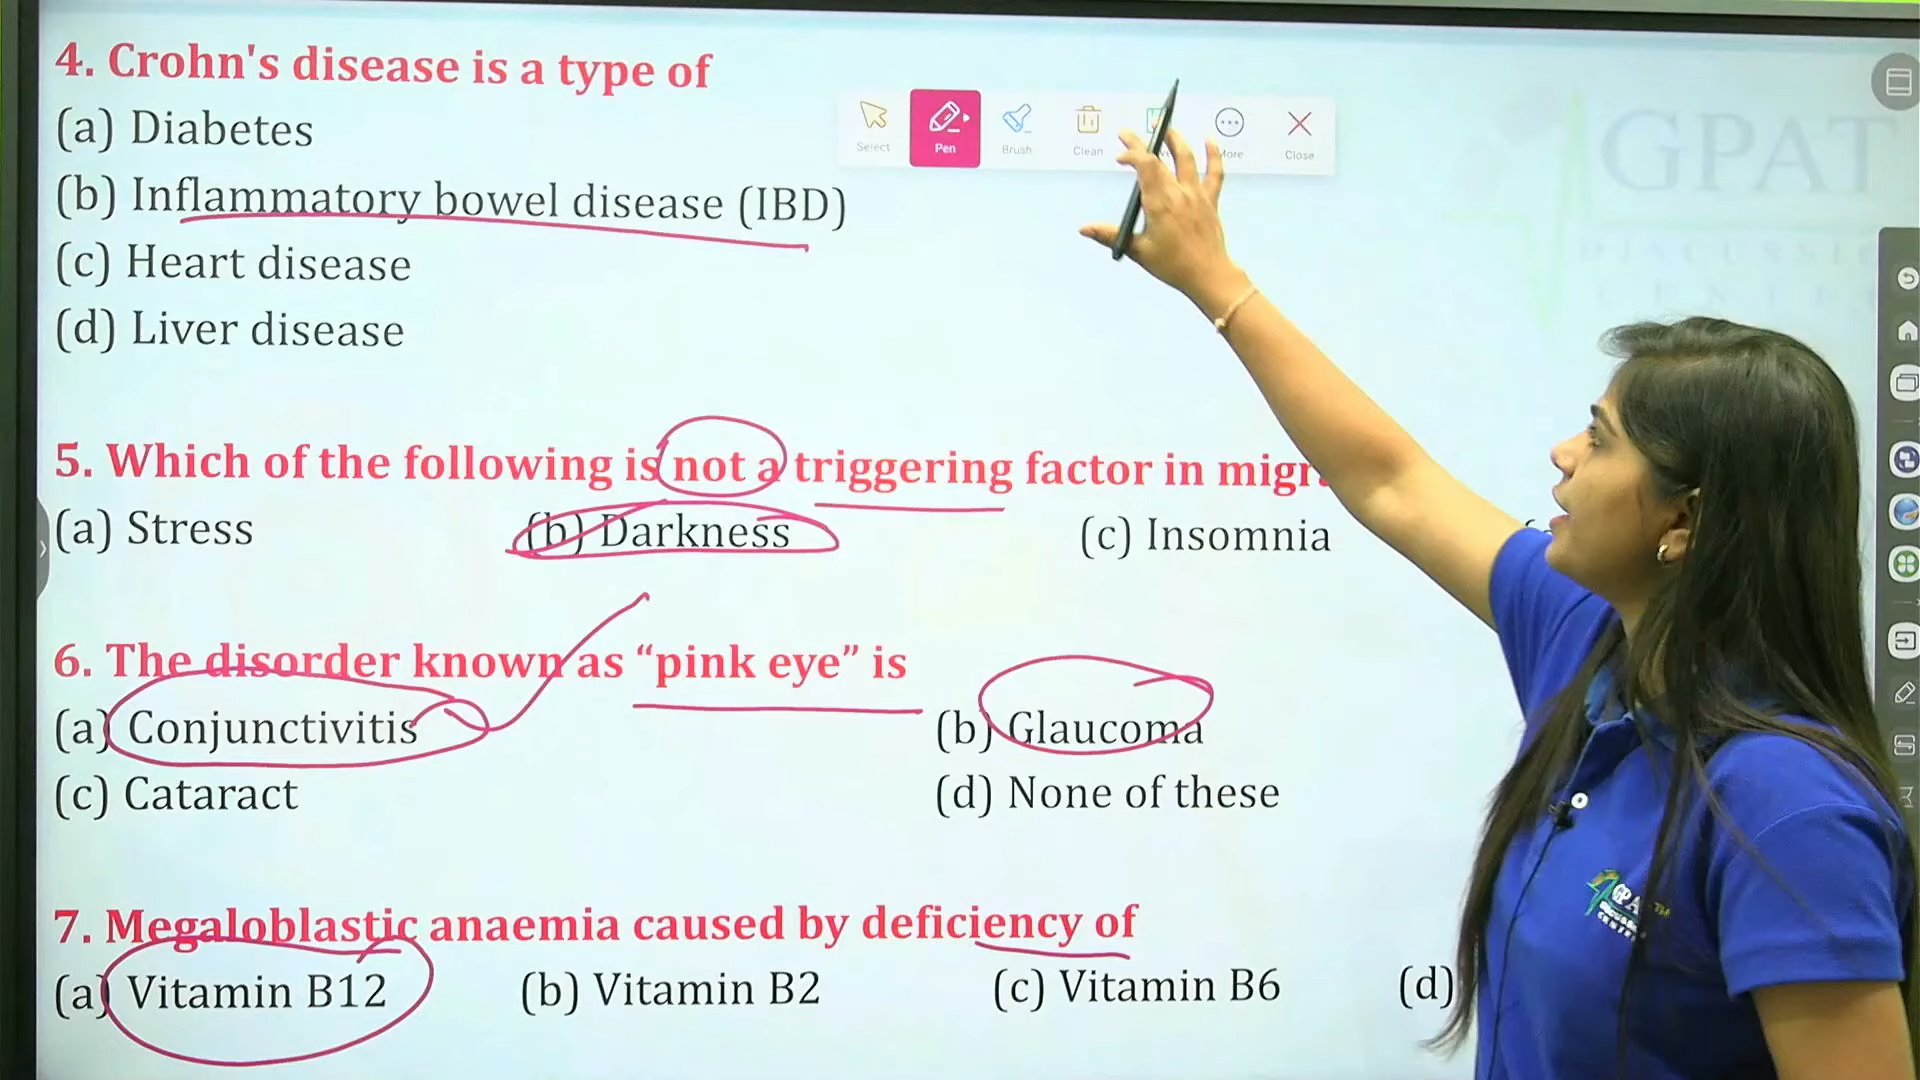 4. Crohn's disease is a type of
(a) Diabetes
(b) Inflammatory bowel disease (IBD)
(c) Heart disease
(d) Liver disease
Select Pen Brush Clean More Close
GPAT
DISCUSSI
CENTE
5. Which of the following is not a triggering factor in migr
(a) Stress (b) Darkness (c) Insomnia
6. The disorder known as “pink eye” is
(a) Conjunctivitis (b) Glaucoma
(c) Cataract (d) None of these
7. Megaloblastic anaemia caused by deficiency of
(a) Vitamin B12 (b) Vitamin B2 (c) Vitamin B6 (d)